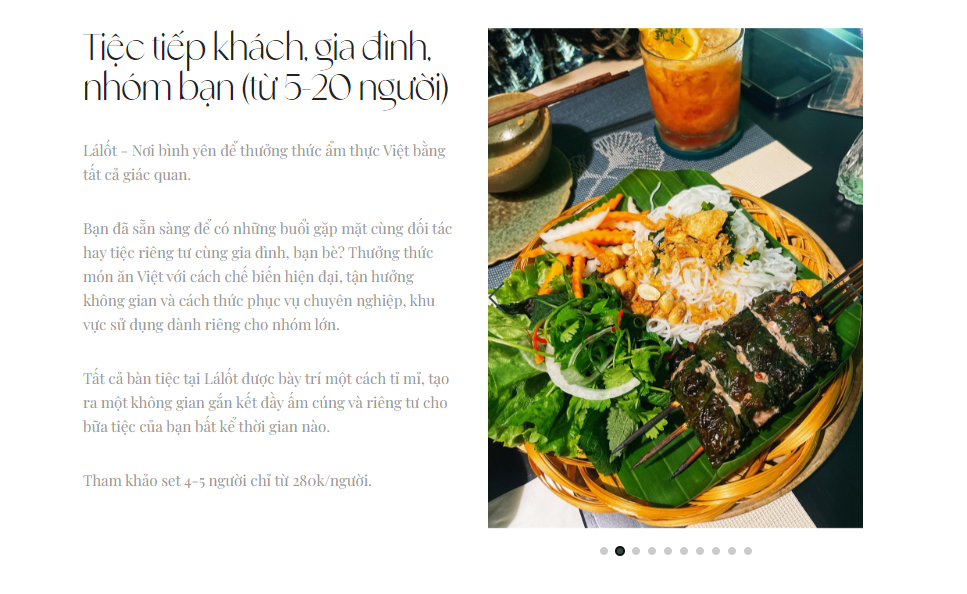 Tiệc tiếp khách, gia đình,
nhóm bạn (từ 5-20 người)
Lálốt - Nơi bình yên để thưởng thức ẩm thực Việt bằng
tất cả giác quan.
Bạn đã sẵn sàng để có những buổi gặp mặt cùng đối tác
hay tiệc riêng tư cùng gia đình, bạn bè? Thưởng thức
món ăn Việt với cách chế biến hiện đại, tận hưởng
không gian và cách thức phục vụ chuyên nghiệp, khu
vực sử dụng dành riêng cho nhóm lớn.
Tất cả bàn tiệc tại Lálốt được bày trí một cách tỉ mỉ, tạo
ra một không gian gắn kết đầy ấm cúng và riêng tư cho
bữa tiệc của bạn bất kể thời gian nào.
Tham khảo set 4-5 người chỉ từ 280k/người.